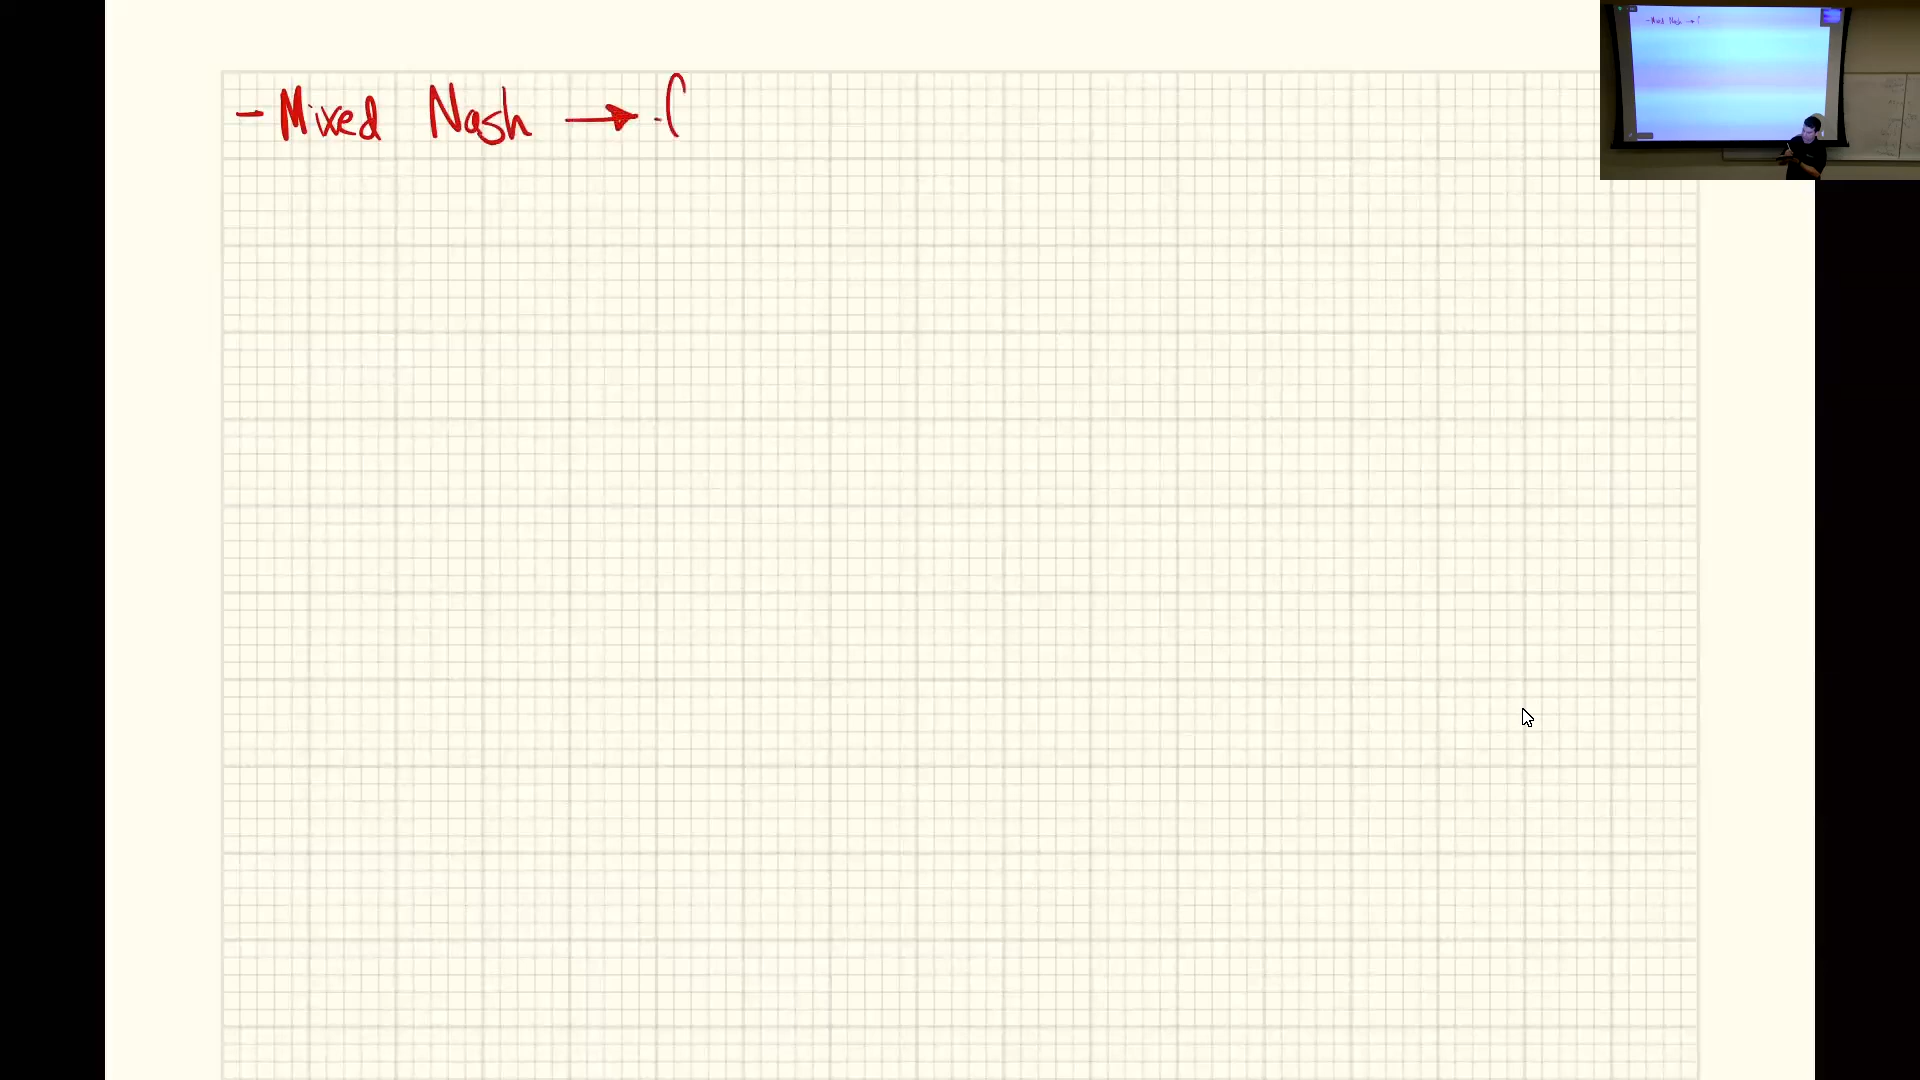 - Mixed Nash → .(